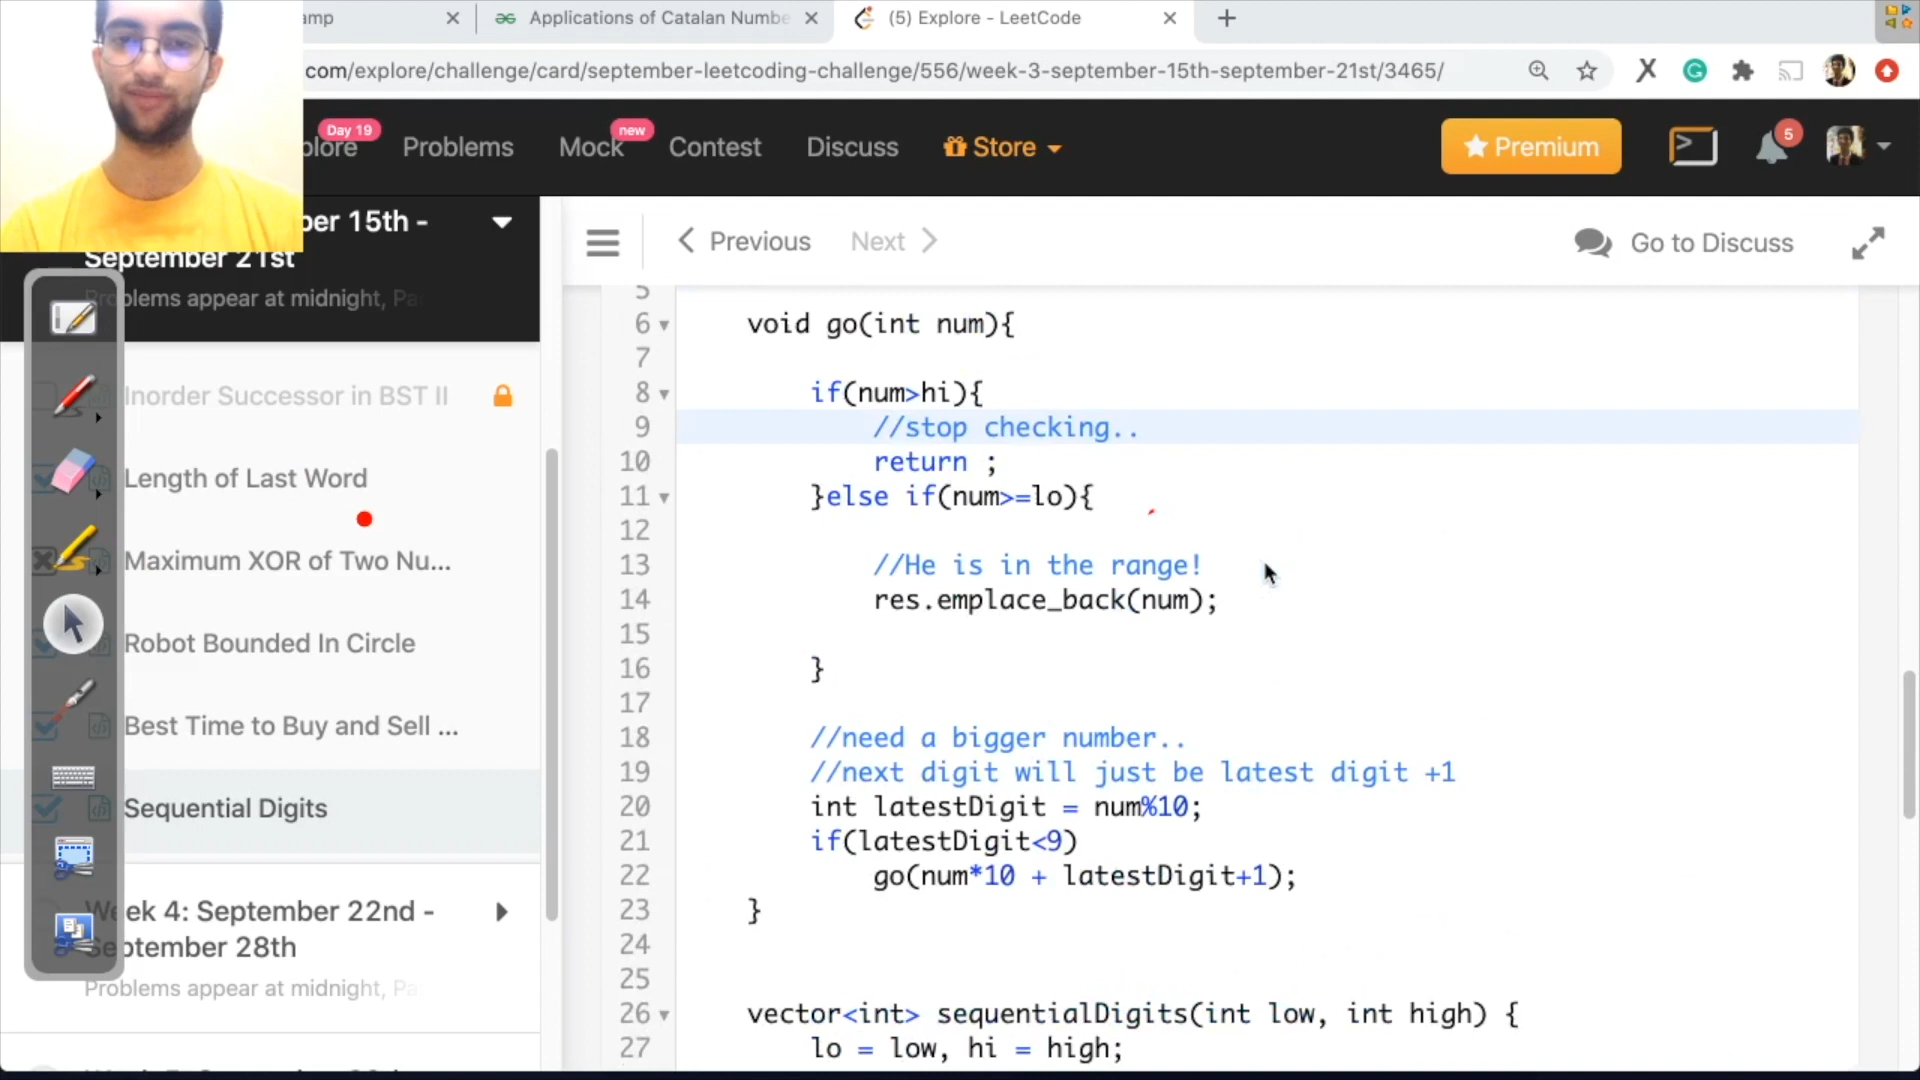 amp
Applications of Catalan Numbe
(5) Explore - LeetCode
com/explore/challenge/card/september-leetcoding-challenge/556/week-3-september-15th-september-21st/3465/
plore
Day 19
Problems
Mock
new
Contest
Discuss
Store
Premium
5
ber 15th -
September 21st
Problems appear at midnight, Pa
Inorder Successor in BST II
Length of Last Word
Maximum XOR of Two Nu...
Robot Bounded In Circle
Best Time to Buy and Sell ...
Sequential Digits
Week 4: September 22nd -
September 28th
Problems appear at midnight, Pa
Previous
Next
Go to Discuss
5
6 void go(int num){
7
8 if(num>hi){
9 //stop checking..
10 return ;
11 }else if(num>=lo){
12
13 //He is in the range!
14 res.emplace_back(num);
15
16 }
17
18 //need a bigger number..
19 //next digit will just be latest digit +1
20 int latestDigit = num%10;
21 if(latestDigit<9)
22 go(num*10 + latestDigit+1);
23 }
24
25
26 vector<int> sequentialDigits(int low, int high) {
27 lo = low, hi = high;